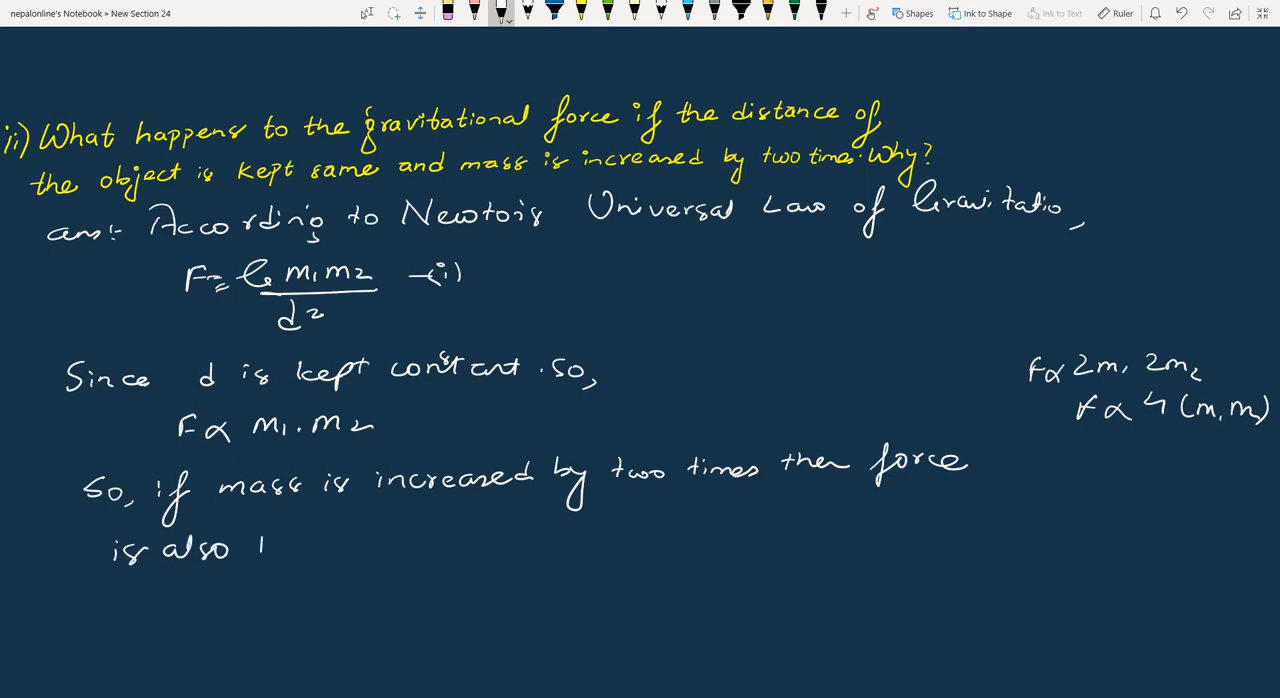 nepalonline's Notebook » New Section 24
Shapes Ink to Shape Ink to Text Ruler
ii) What happens to the gravitational force if the distance of
the object is kept same and mass is increased by two times. Why?
ans:- According to Newton's Universal Law of Gravitatio,
F = G m1 m2 —(i)
d2
Since d is kept constant. So,
F∝ 2m1 2m2
F∝ 4 (m1 m2)
F∝ m1. m2
So, if mass is increased by two times then force
is also